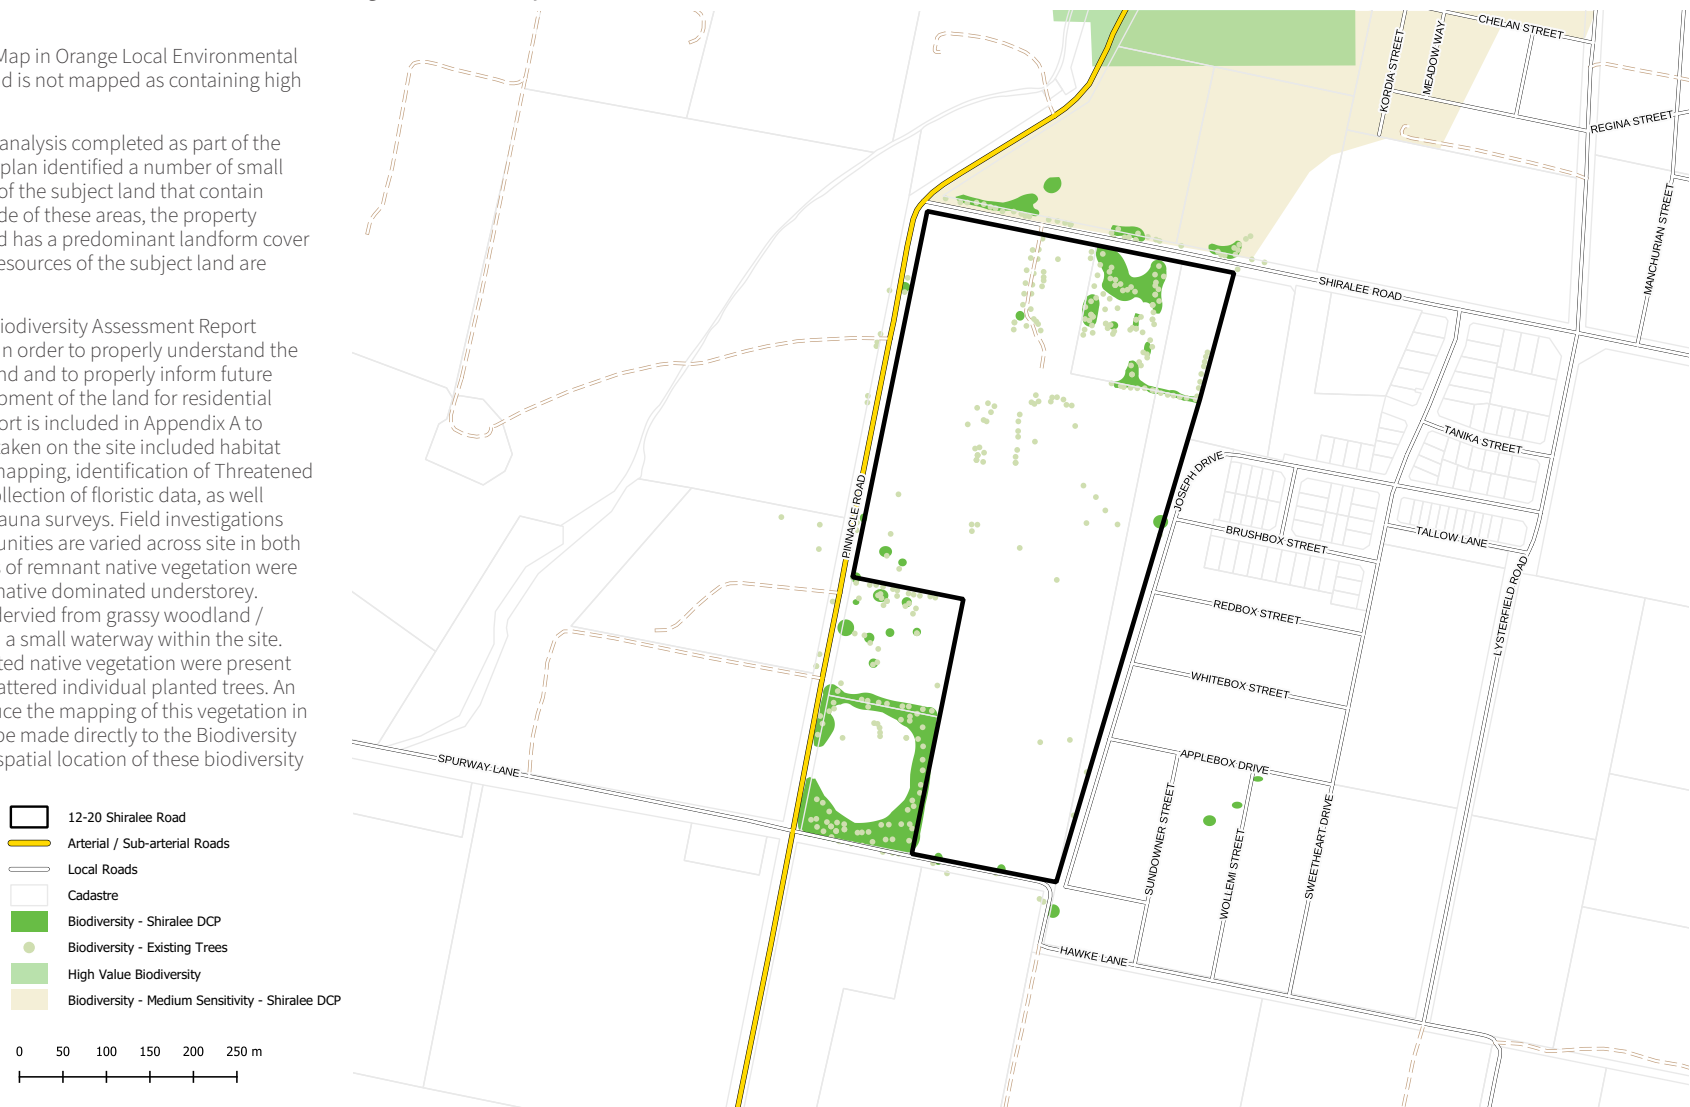 Map in Orange Local Environmental
d is not mapped as containing high
analysis completed as part of the
plan identified a number of small
of the subject land that contain
de of these areas, the property
d has a predominant landform cover
esources of the subject land are
iodiversity Assessment Report
n order to properly understand the
nd and to properly inform future
pment of the land for residential
ort is included in Appendix A to
taken on the site included habitat
mapping, identification of Threatened
ollection of floristic data, as well
auna surveys. Field investigations
unities are varied across site in both
s of remnant native vegetation were
native dominated understorey.
dervied from grassy woodland /
a small waterway within the site.
ted native vegetation were present
attered individual planted trees. An
uce the mapping of this vegetation in
be made directly to the Biodiversity
spatial location of these biodiversity
12-20 Shiralee Road
Arterial / Sub-arterial Roads
Local Roads
Cadastre
Biodiversity - Shiralee DCP
Biodiversity - Existing Trees
High Value Biodiversity
Biodiversity - Medium Sensitivity - Shiralee DCP
0 50 100 150 200 250 m
CHELAN STREET
KORDIA STREET
MEADOW WAY
REGINA STREET
MANCHURIAN STREET
SHIRALEE ROAD
TANIKA STREET
JOSEPH DRIVE
PINNACLE ROAD
BRUSHBOX STREET
TALLOW LANE
REDBOX STREET
LYSTERFIELD ROAD
WHITEBOX STREET
APPLEBOX DRIVE
SPURWAY LANE
SUNDOWNER STREET
WOLLEMI STREET
SWEETHEART DRIVE
HAWKE LANE